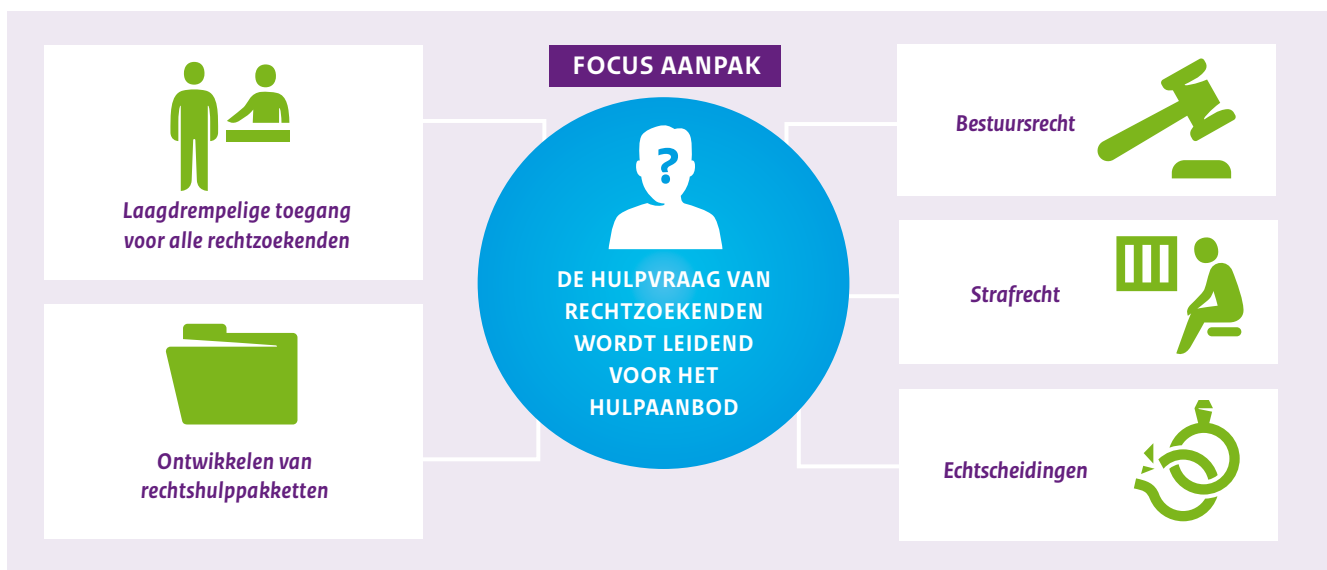 FOCUS AANPAK
Laagdrempelige toegang
voor alle rechtzoekenden
Ontwikkelen van
rechtshulppakketten
?
DE HULPVRAAG VAN
RECHTZOEKENDEN
WORDT LEIDEND
VOOR HET
HULPAANBOD
Bestuursrecht
Strafrecht
Echtscheidingen